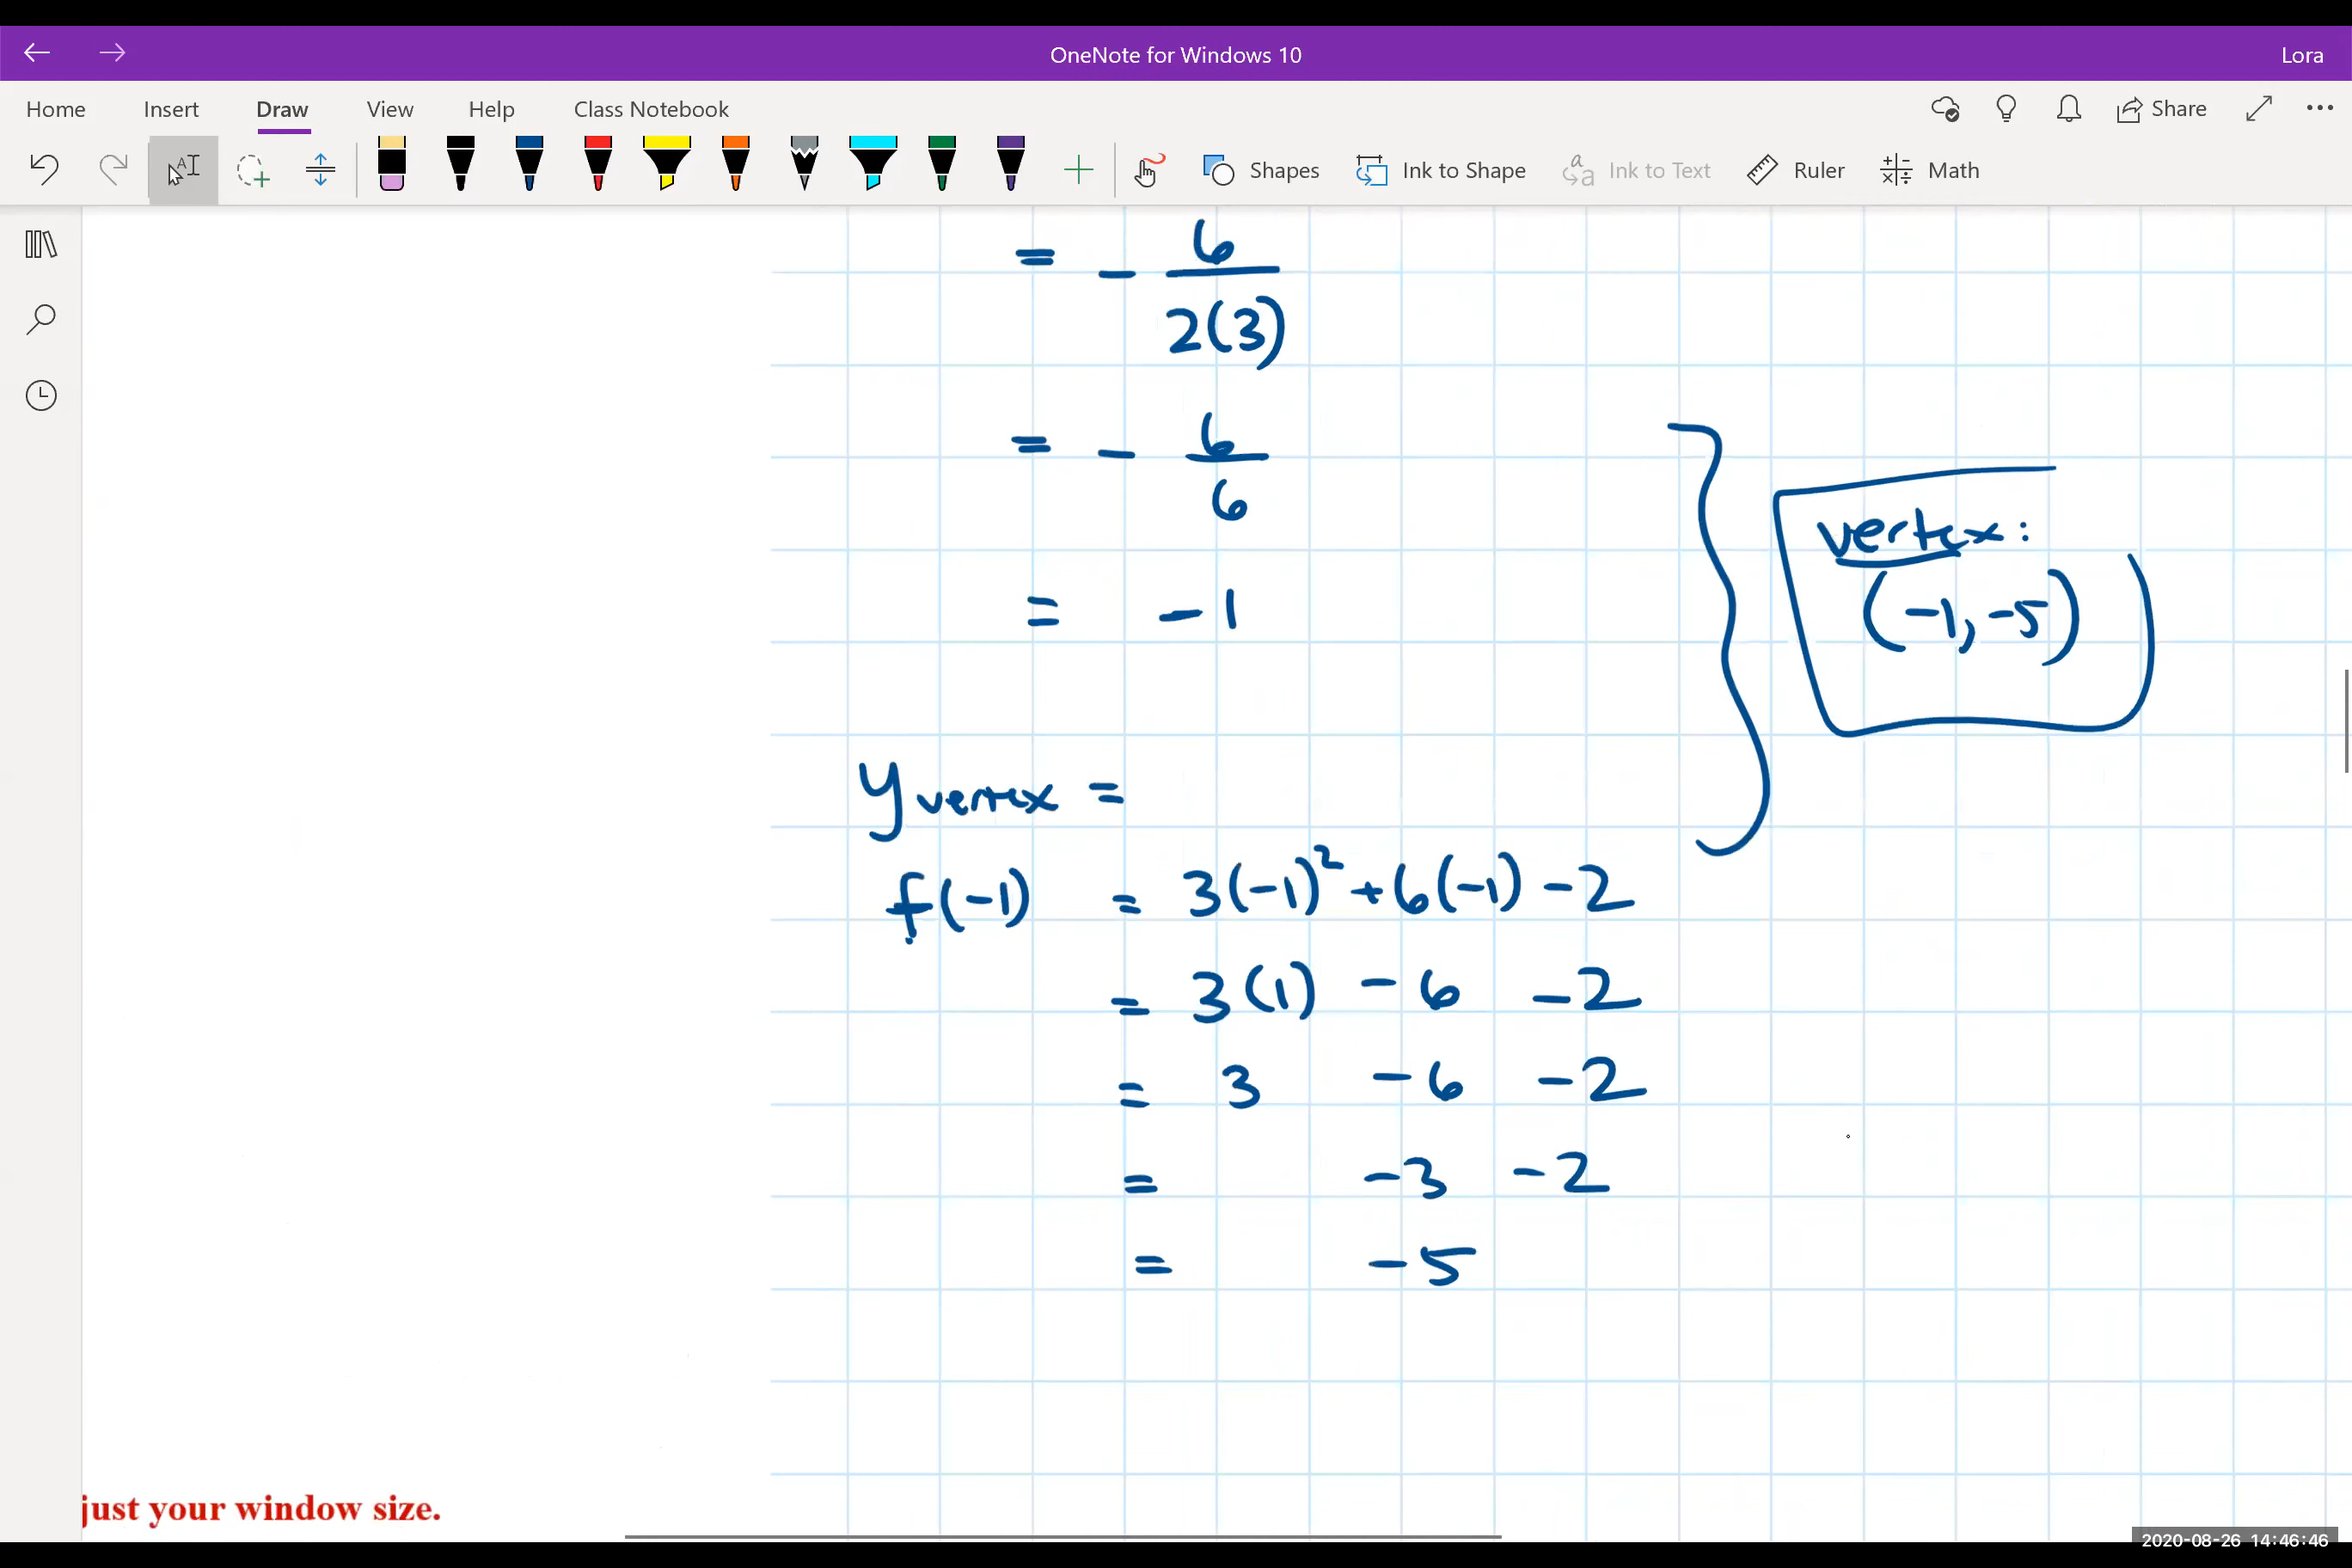 OneNote for Windows 10
Lora
Home Insert Draw View Help Class Notebook Share
Shapes Ink to Shape Ink to Text Ruler Math
= - 6/2(3)
= - 6/6
= -1
vertex:
(-1, -5)
y vertex =
f(-1) = 3(-1)² + 6(-1) - 2
= 3(1) - 6 - 2
= 3 - 6 - 2
= -3 - 2
= -5
just your window size.
2020-08-26 14:46:46